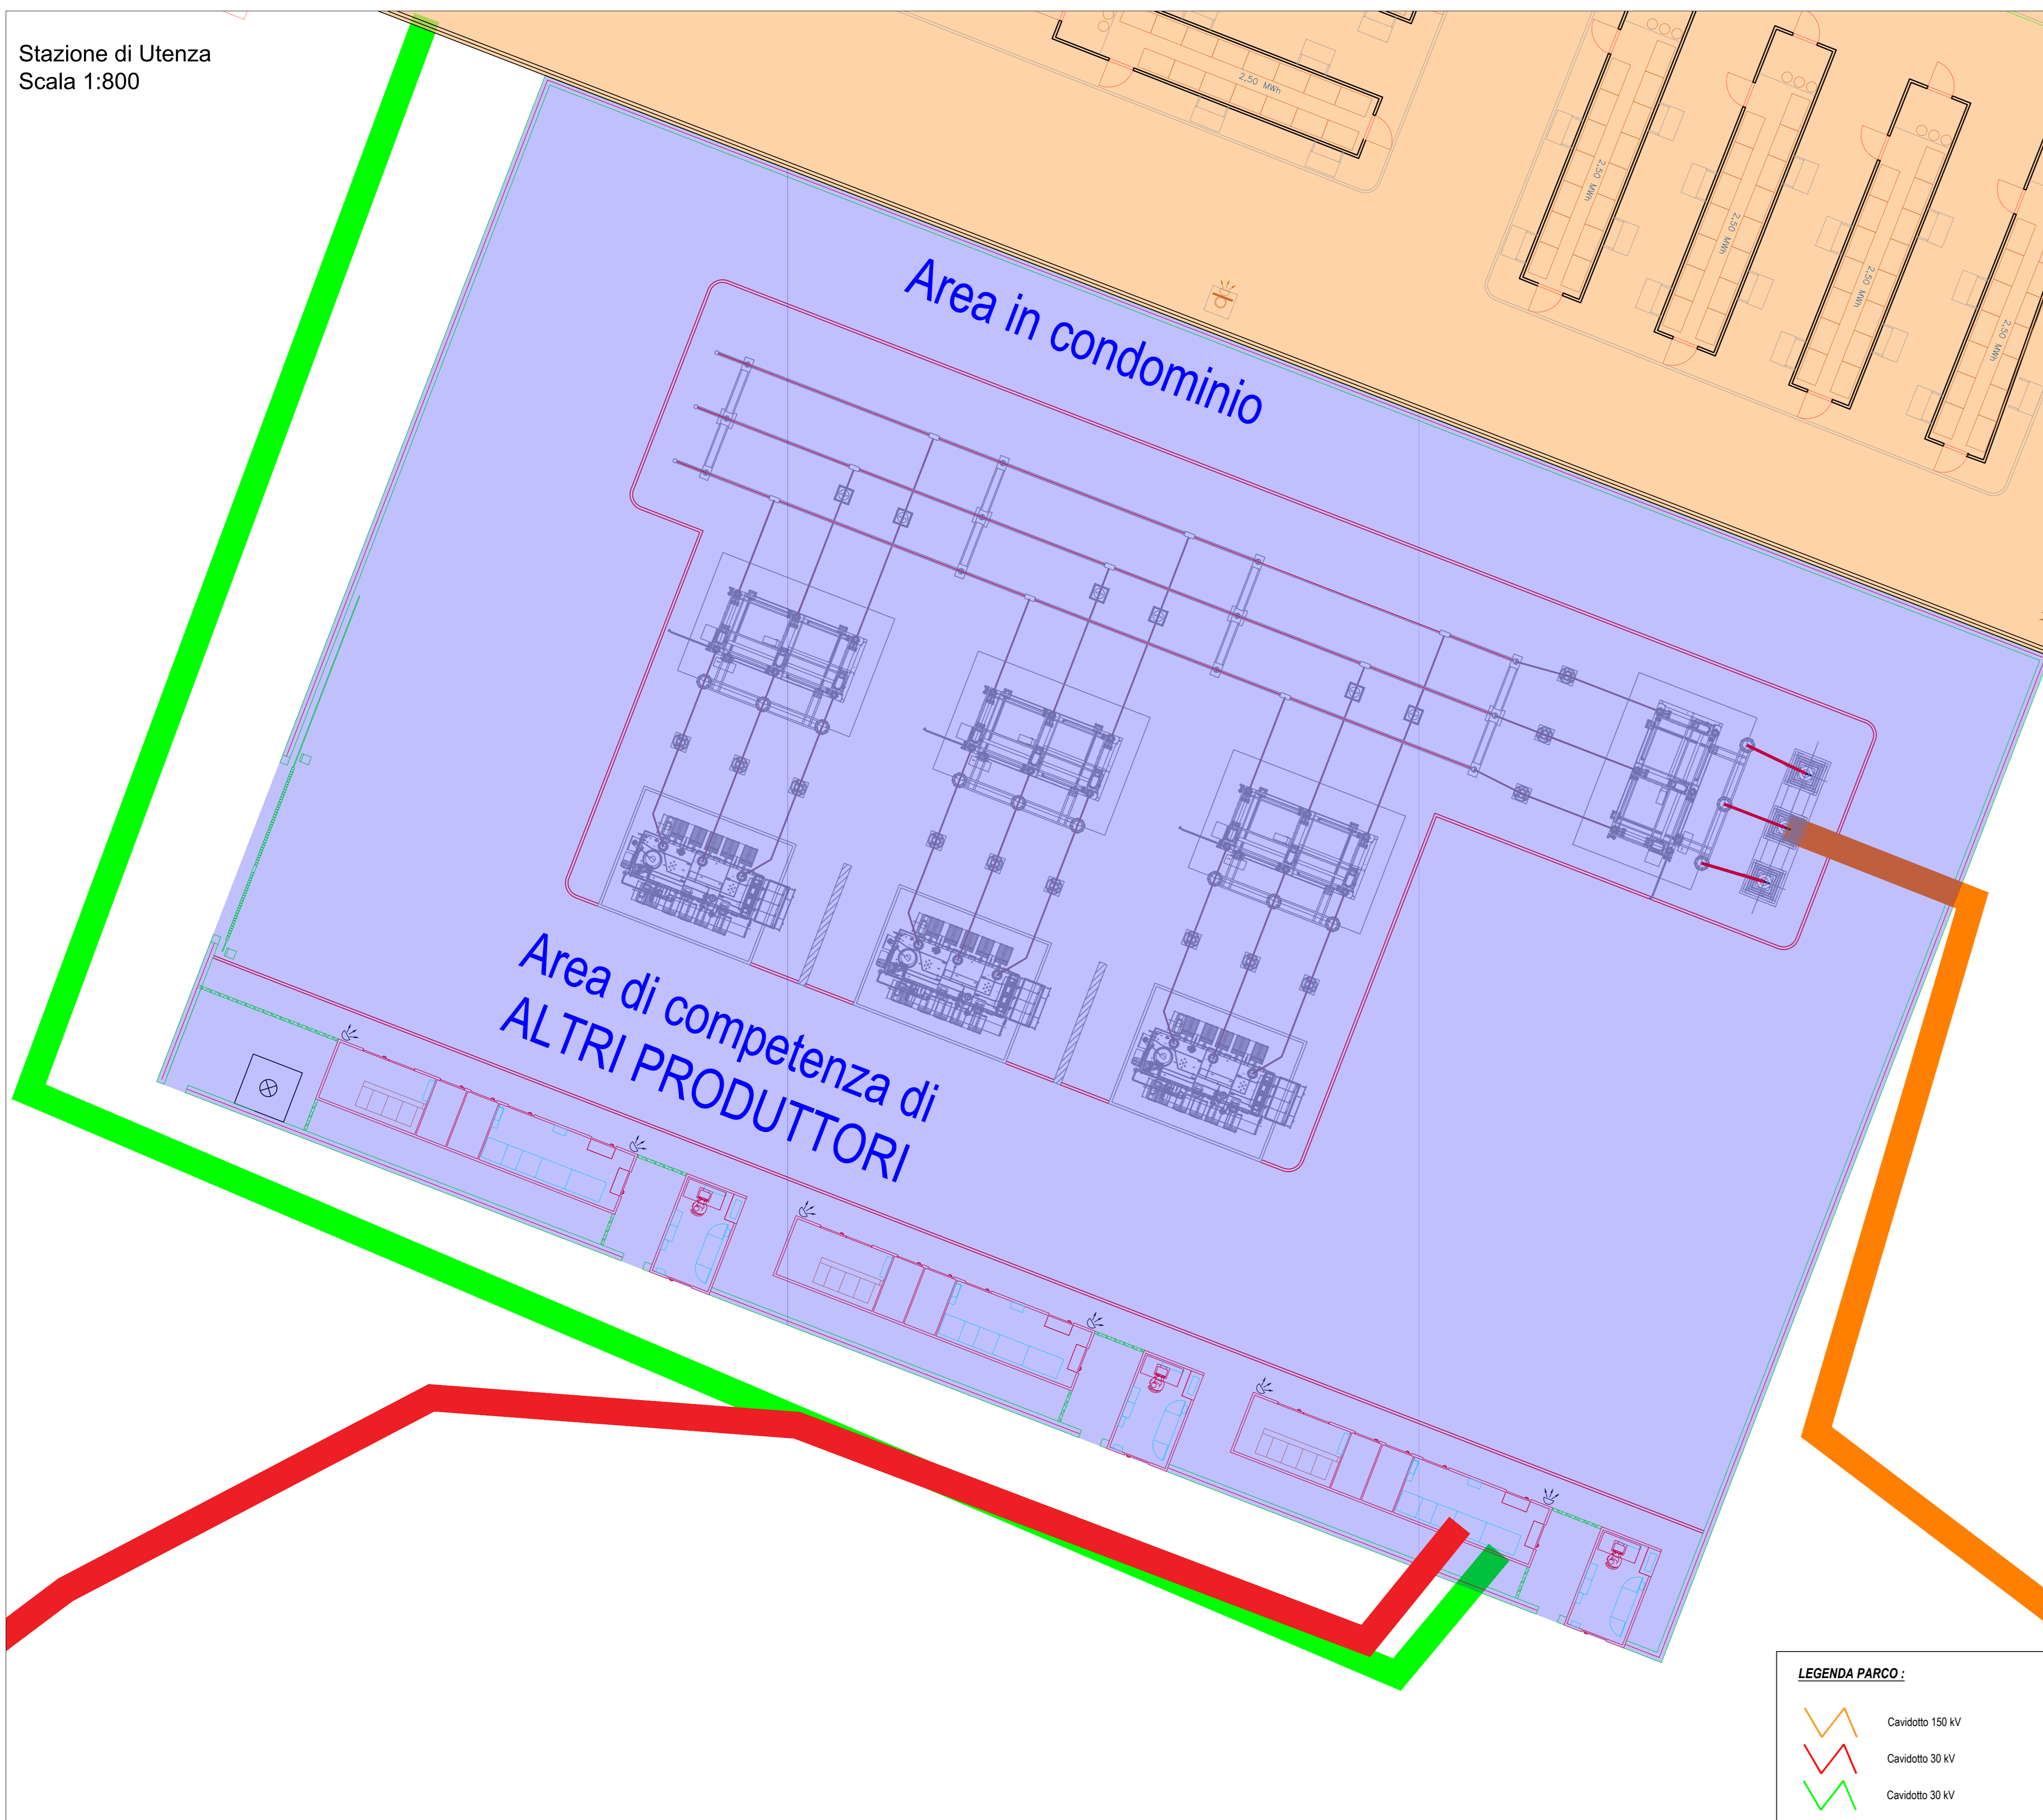 Stazione di Utenza
Scala 1:800
2,50 MWh
2,50 MWh
2,50 MWh
2,50 MWh
2,50 MWh
Area in condominio
Area di competenza di
ALTRI PRODUTTORI
LEGENDA PARCO :
Cavidotto 150 kV
Cavidotto 30 kV
Cavidotto 30 kV